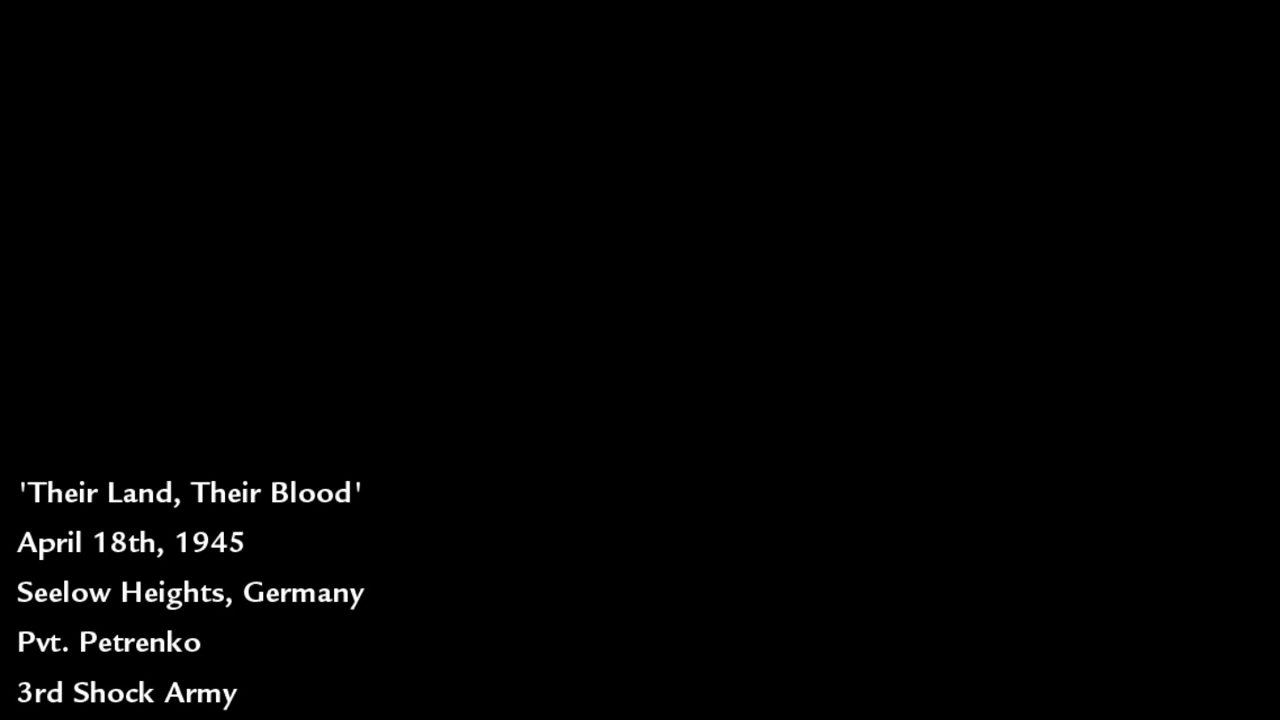 'Their Land, Their Blood'
April 18th, 1945
Seelow Heights, Germany
Pvt. Petrenko
3rd Shock Army